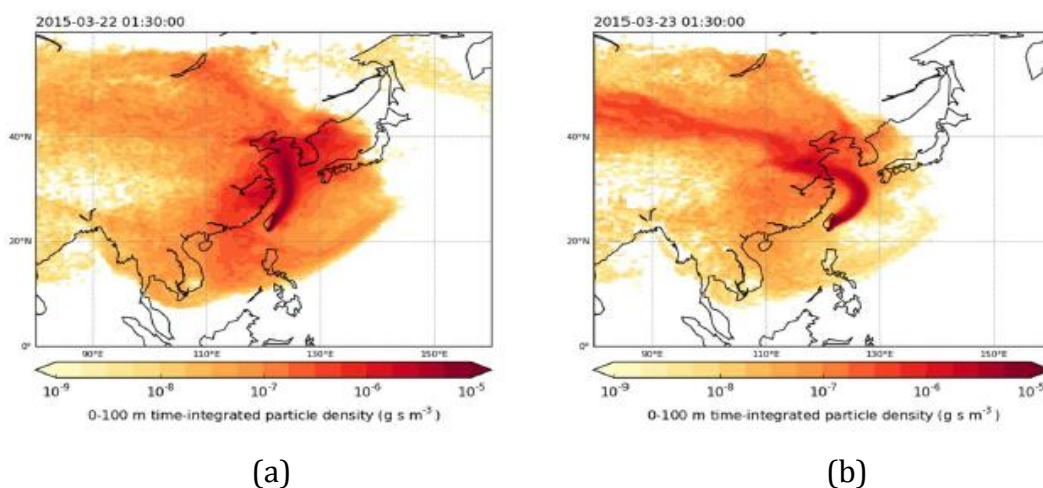 2015-03-22 01:30:00
40°N
20°N
0°
90°E 110°E 130°E 150°E
10⁻⁹ 10⁻⁸ 10⁻⁷ 10⁻⁶ 10⁻⁵
0-100 m time-integrated particle density (g s m⁻³)
(a)
2015-03-23 01:30:00
40°N
20°N
0°
90°E 110°E 130°E 150°E
10⁻⁹ 10⁻⁸ 10⁻⁷ 10⁻⁶ 10⁻⁵
0-100 m time-integrated particle density (g s m⁻³)
(b)